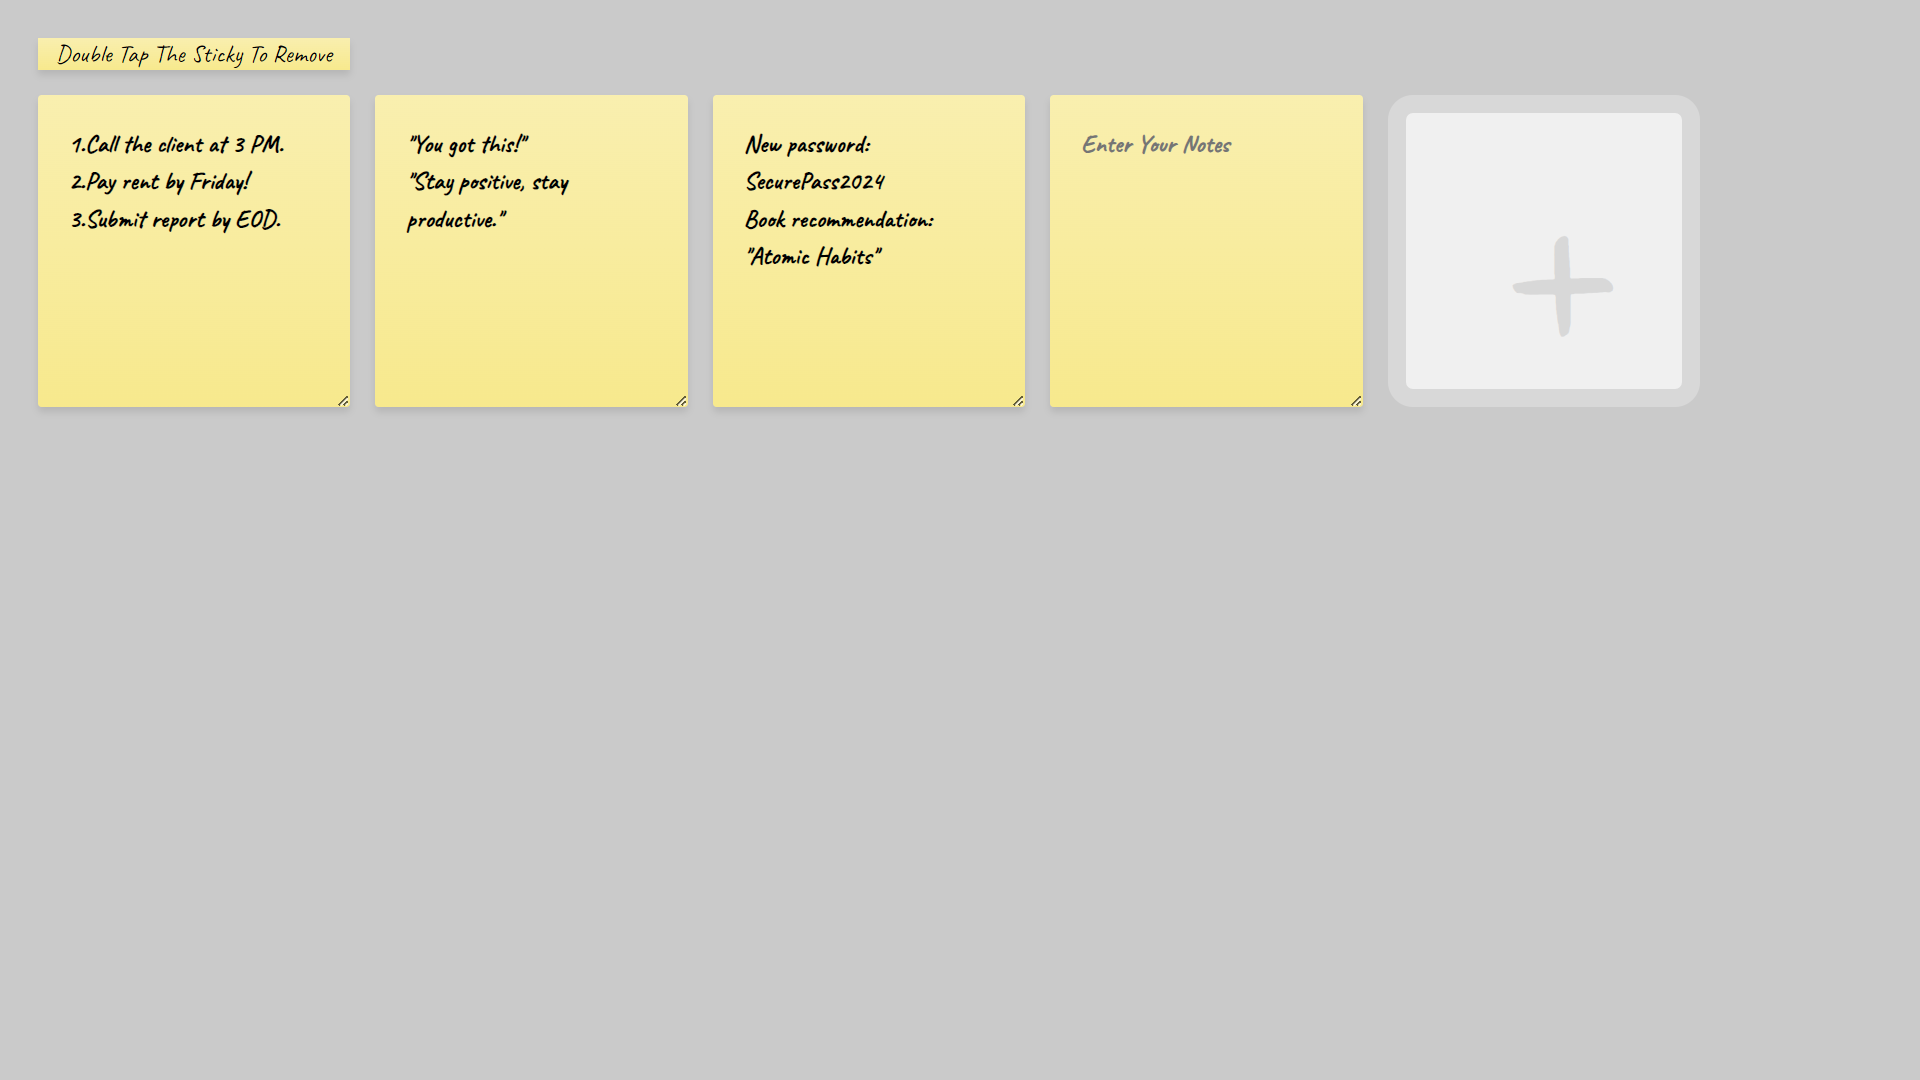 Double Tap The Sticky To Remove
1.Call the client at 3 PM.
2.Pay rent by Friday!
3.Submit report by EOD.
"You got this!"
"Stay positive, stay
productive."
New password:
SecurePass2024
Book recommendation:
"Atomic Habits"
Enter Your Notes
+